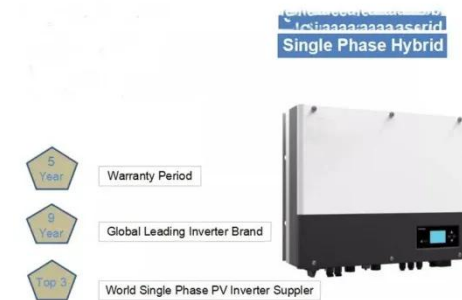 Single Phase Hybrid
5
Year
Warranty Period
9
Year
Global Leading Inverter Brand
Top 3
World Single Phase PV Inverter Suppler